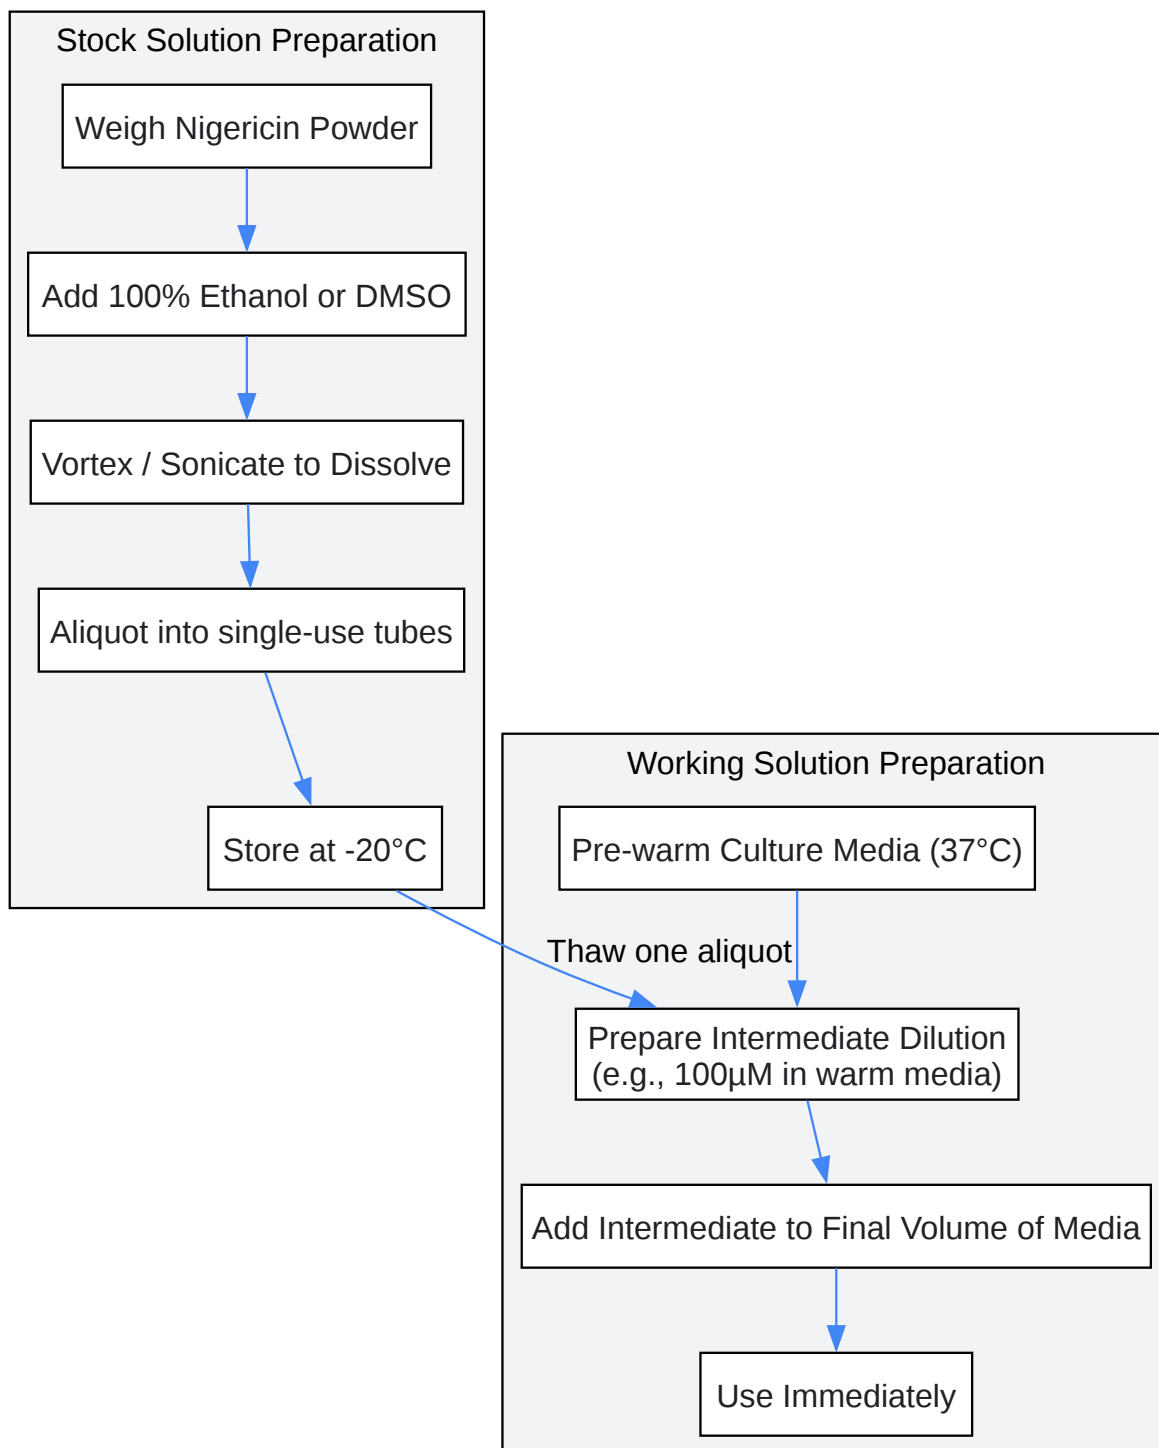 Stock Solution Preparation
Weigh Nigericin Powder
Add 100% Ethanol or DMSO
Vortex / Sonicate to Dissolve
Aliquot into single-use tubes
Store at -20°C
Working Solution Preparation
Pre-warm Culture Media (37°C)
Thaw one aliquot
Prepare Intermediate Dilution
(e.g., 100µM in warm media)
Add Intermediate to Final Volume of Media
Use Immediately